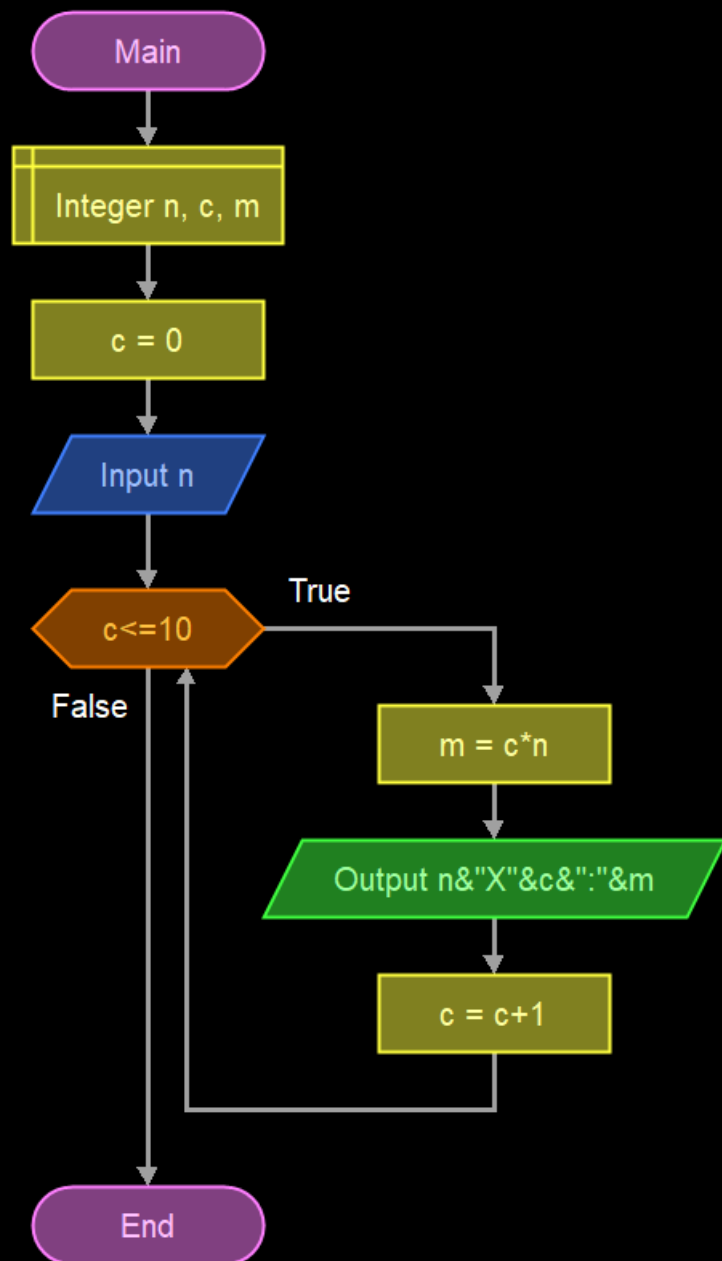 Main
Integer n, c, m
c = 0
Input n
c<=10
True
False
m = c*n
Output n&"X"&c&":"&m
c = c+1
End